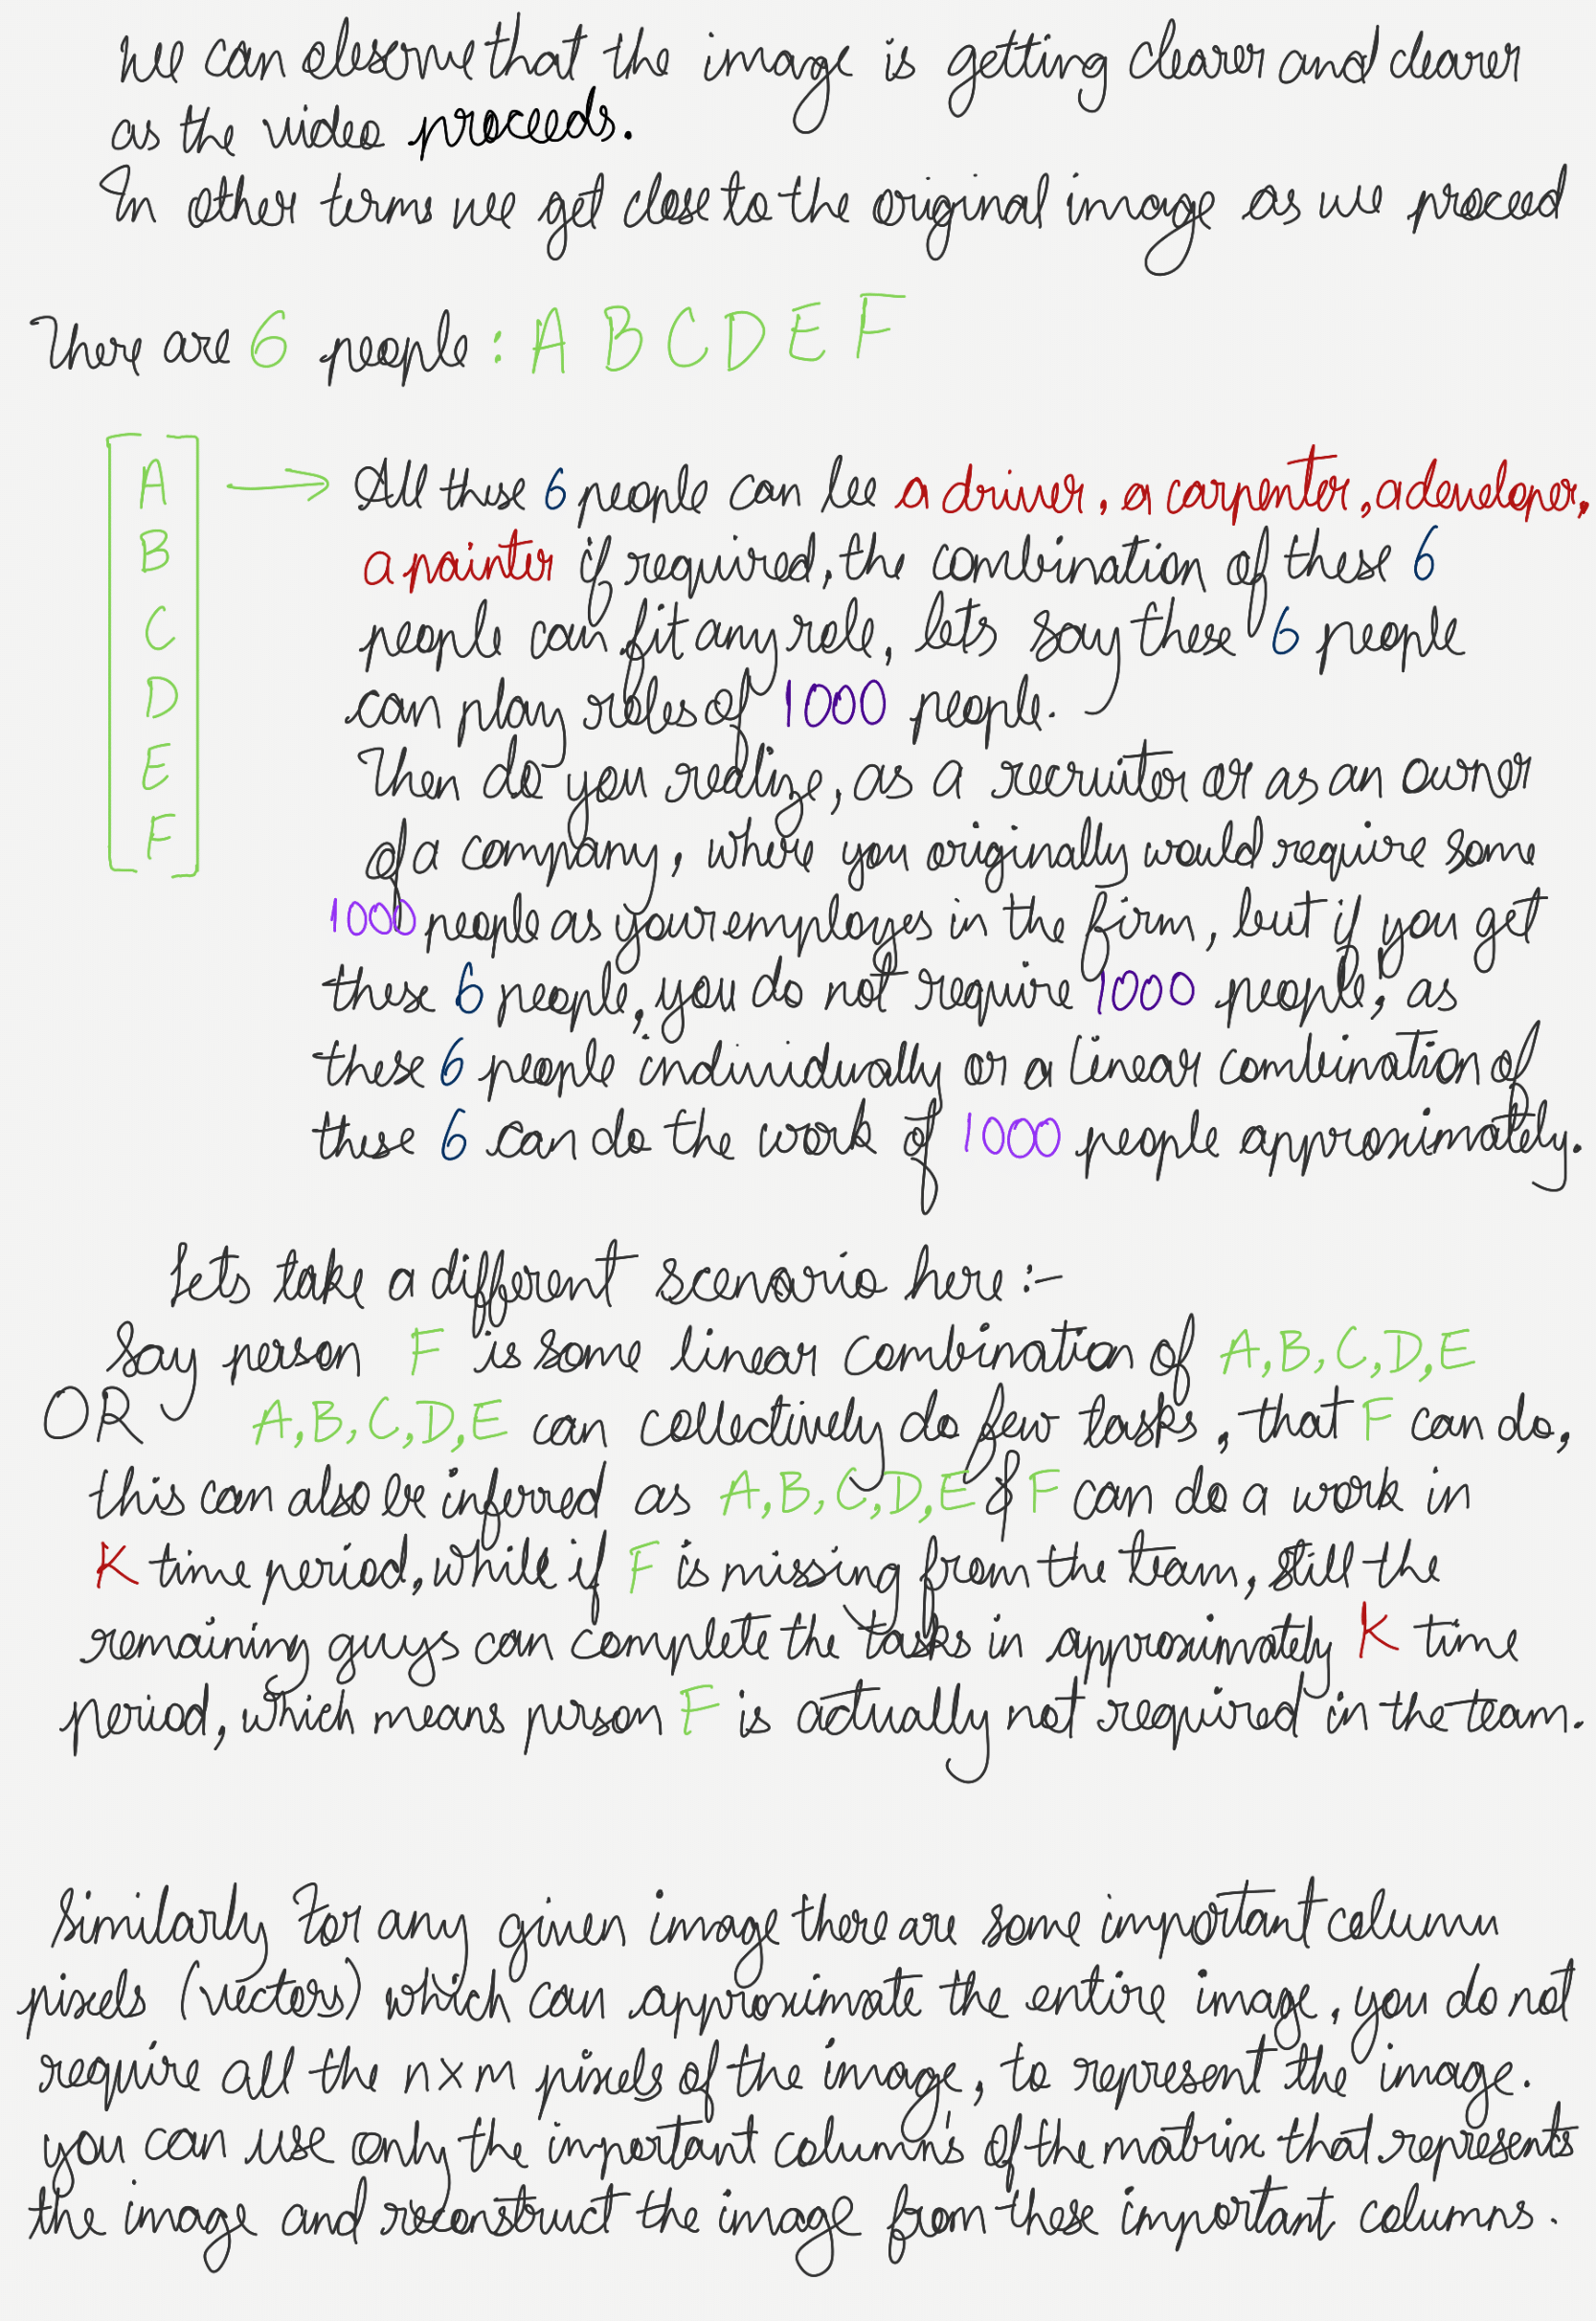 we can observe that the image is getting clearer and clearer
as the video proceeds.
In other terms we get close to the original image as we proceed
There are 6 people : A B C D E F
A → All these 6 people can be a driver, a carpenter, a developer,
B a painter if required, the combination of these 6
C people can fit any role, lets say these 6 people
D can play roles of 1000 people.
E Then do you realize, as a recruiter or as an owner
F of a company, where you originally would require some
1000 people as your employes in the firm, but if you get
these 6 people, you do not require 1000 people, as
these 6 people individually or a linear combination of
these 6 can do the work of 1000 people approximately.
Lets take a different scenario here :-
Say person F is some linear combination of A, B, C, D, E
OR A, B, C, D, E can collectively do few tasks, that F can do,
this can also be inferred as A, B, C, D, E & F can do a work in
K time period, while if F is missing from the team, still the
remaining guys can complete the tasks in approximately K time
period, which means person F is actually not required in the team.
Similarly For any given image there are some important column
pixels (vectors) which can approximate the entire image, you do not
require all the n x m pixels of the image, to represent the image.
you can use only the important column's of the matrix that represents
the image and reconstruct the image from these important columns.